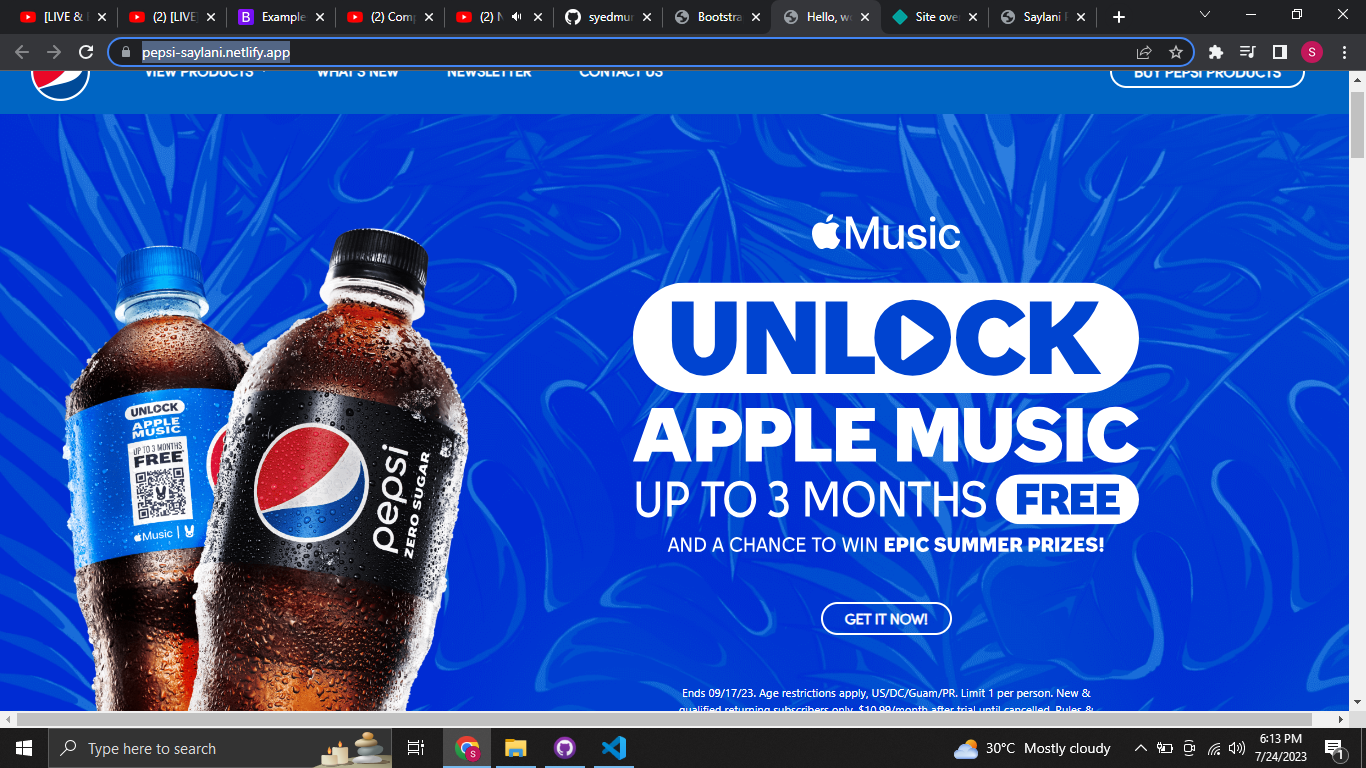 [LIVE & 
(2) [LIVE]
Example
(2) Com
(2) N
syedmur
Bootstra
Hello, w
Site over
Saylani
pepsi-saylani.netlify.app
S
VIEW PRODUCTS
WHAT'S NEW
NEWSLETTER
CONTACT US
BUY PEPSI PRODUCTS
Music
UNLOCK
APPLE MUSIC
UP TO 3 MONTHS FREE
AND A CHANCE TO WIN EPIC SUMMER PRIZES!
GET IT NOW!
UNLOCK
APPLE
MUSIC
UP TO 3 MONTHS
FREE
Music
pepsi
ZERO SUGAR
Ends 09/17/23. Age restrictions apply, US/DC/Guam/PR. Limit 1 per person. New &
qualified returning subscribers only. $10.99/month after trial until cancelled. Rules &
Type here to search
30°C Mostly cloudy
6:13 PM
7/24/2023
1